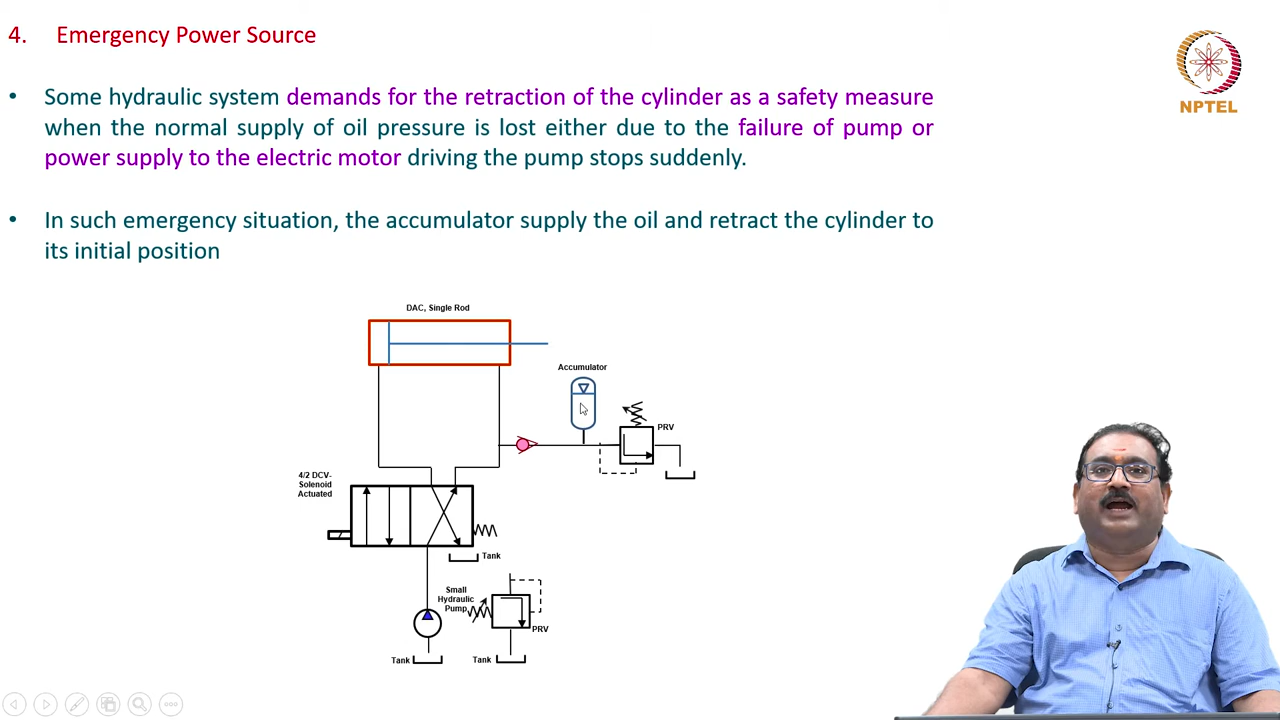 4. Emergency Power Source
NPTEL
• Some hydraulic system demands for the retraction of the cylinder as a safety measure
when the normal supply of oil pressure is lost either due to the failure of pump or
power supply to the electric motor driving the pump stops suddenly.
• In such emergency situation, the accumulator supply the oil and retract the cylinder to
its initial position
DAC, Single Rod
Accumulator
PRV
4/2 DCV-
Solenoid
Actuated
Tank
Small
Hydraulic
Pump
PRV
Tank
Tank